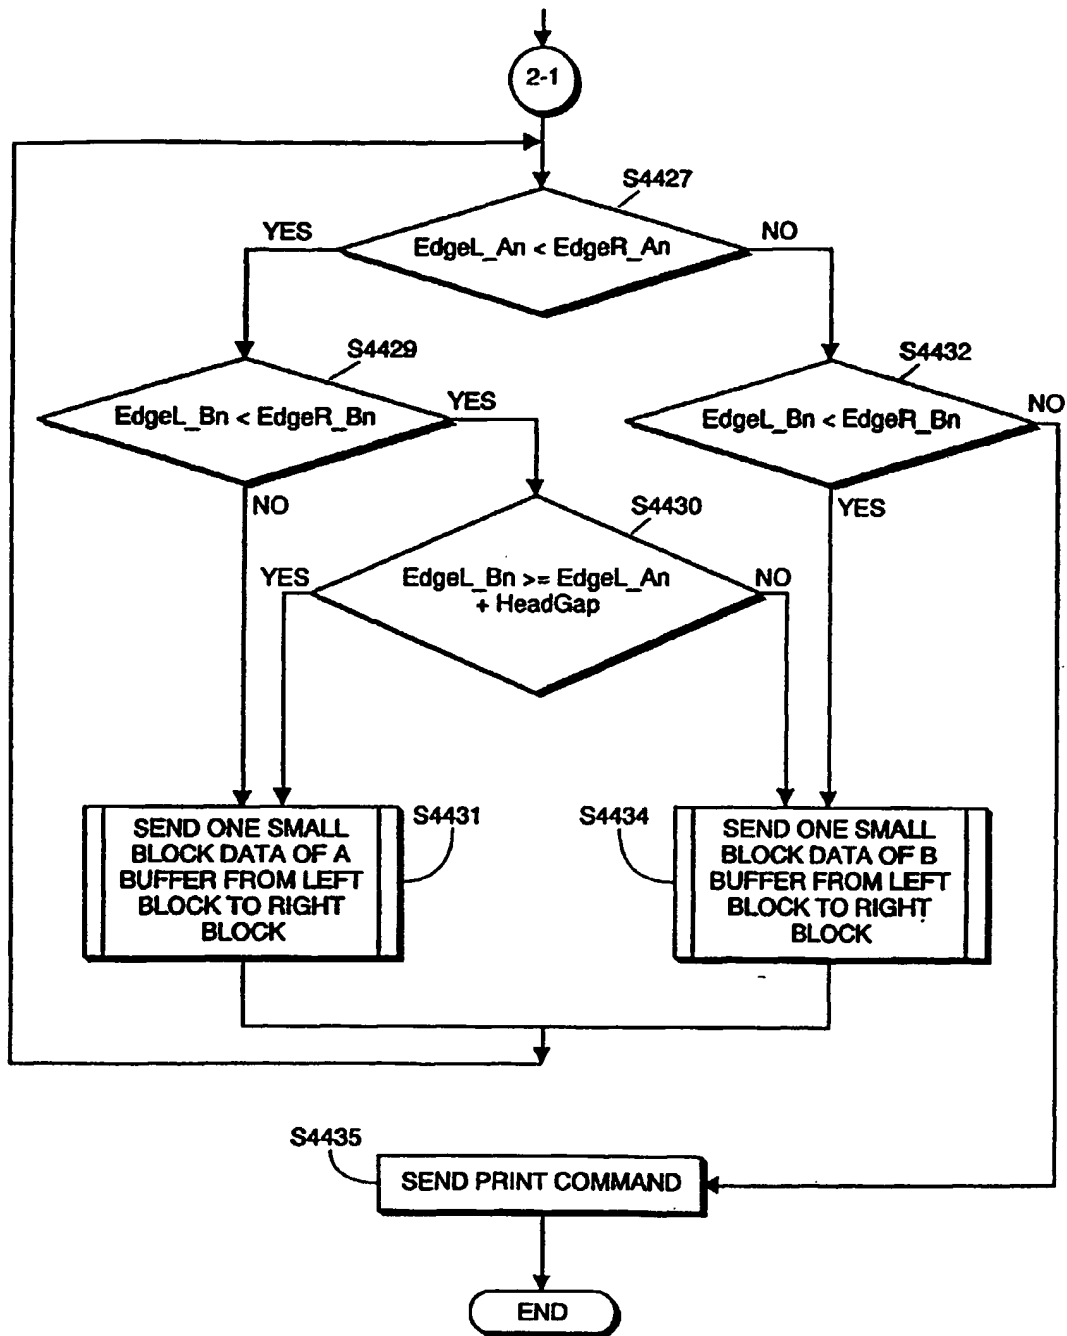 2-1
S4427
YES
EdgeL_An < EdgeR_An
NO
S4429
EdgeL_Bn < EdgeR_Bn
YES
NO
S4432
EdgeL_Bn < EdgeR_Bn
NO
YES
S4430
YES
EdgeL_Bn >= EdgeL_An
+ HeadGap
NO
SEND ONE SMALL
BLOCK DATA OF A
BUFFER FROM LEFT
BLOCK TO RIGHT
BLOCK
S4431
S4434
SEND ONE SMALL
BLOCK DATA OF B
BUFFER FROM LEFT
BLOCK TO RIGHT
BLOCK
S4435
SEND PRINT COMMAND
END